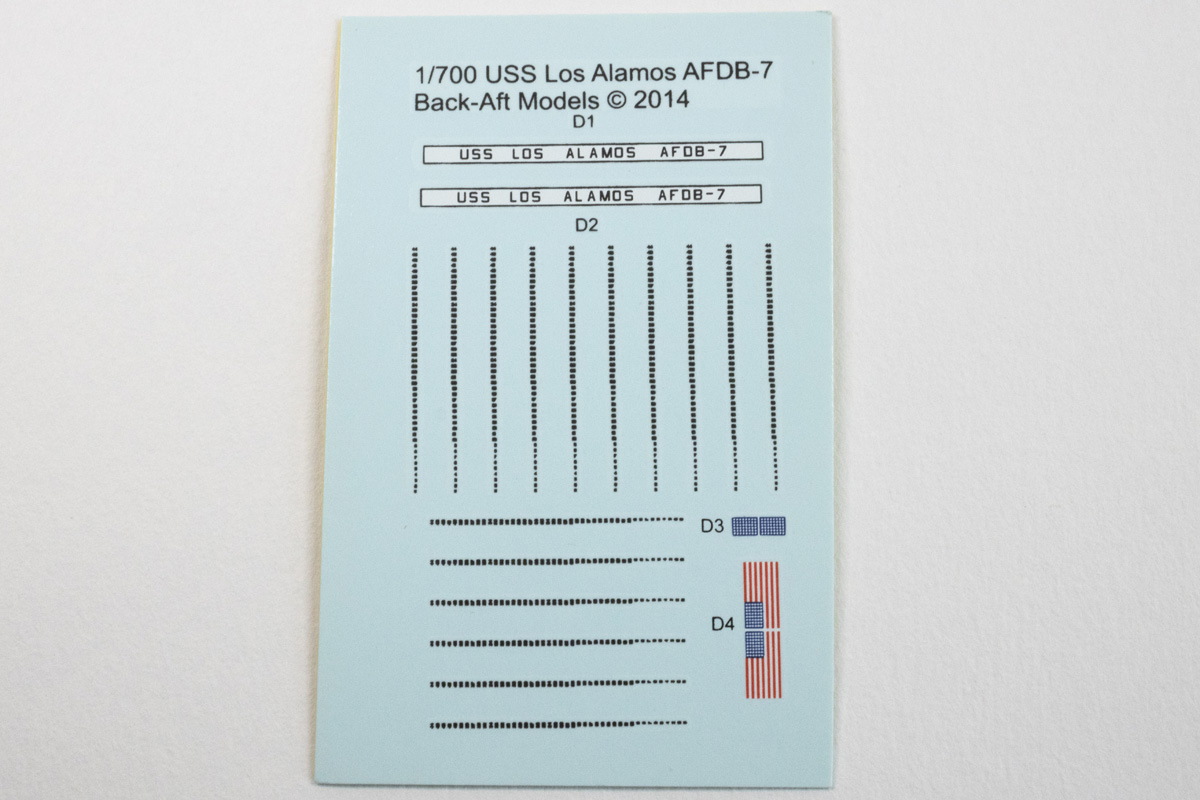 1/700 USS Los Alamos AFDB-7
Back-Aft Models © 2014
D1
USS LOS ALAMOS AFDB-7
USS LOS ALAMOS AFDB-7
D2
D3
D4